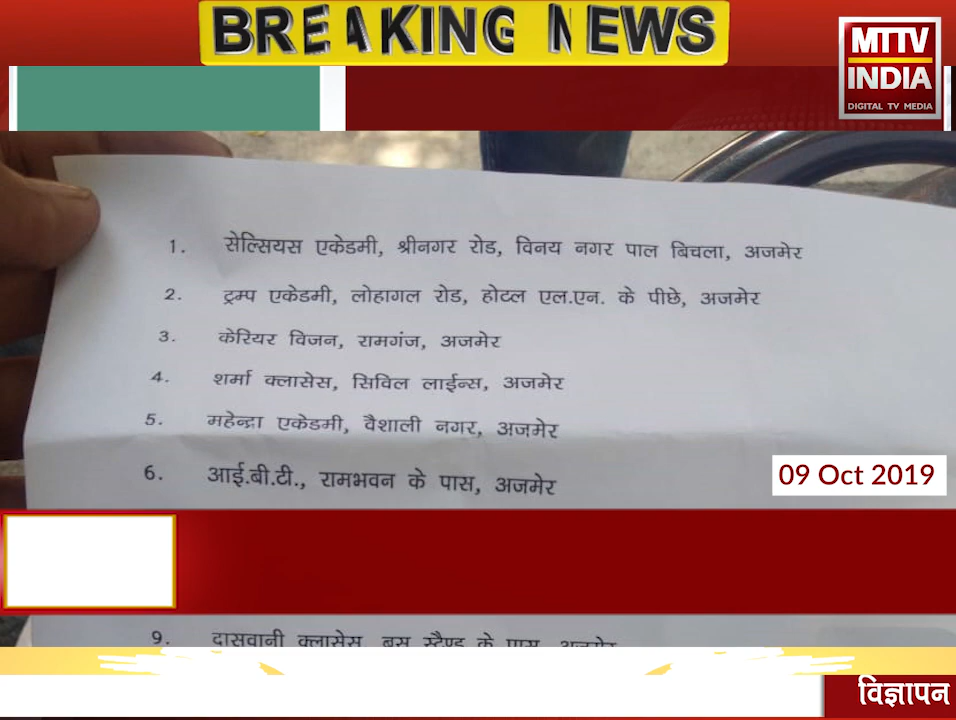 BREAKING NEWS
MTTV
INDIA
DIGITAL TV MEDIA
1. सेल्सियस एकेडमी, श्रीनगर रोड, विनय नगर पाल बिचला, अजमेर
2. ट्रम्प एकेडमी, लोहागल रोड, होटल एल.एन. के पीछे, अजमेर
3. केरियर विजन, रामगंज, अजमेर
4. शर्मा क्लासेस, सिविल लाईन्स, अजमेर
5. महेन्द्रा एकेडमी, वैशाली नगर, अजमेर
6. आई.बी.टी., रामभवन के पास, अजमेर
09 Oct 2019
9. दासवानी क्लासेस, बस स्टैण्ड के पास, अजमेर
विज्ञापन